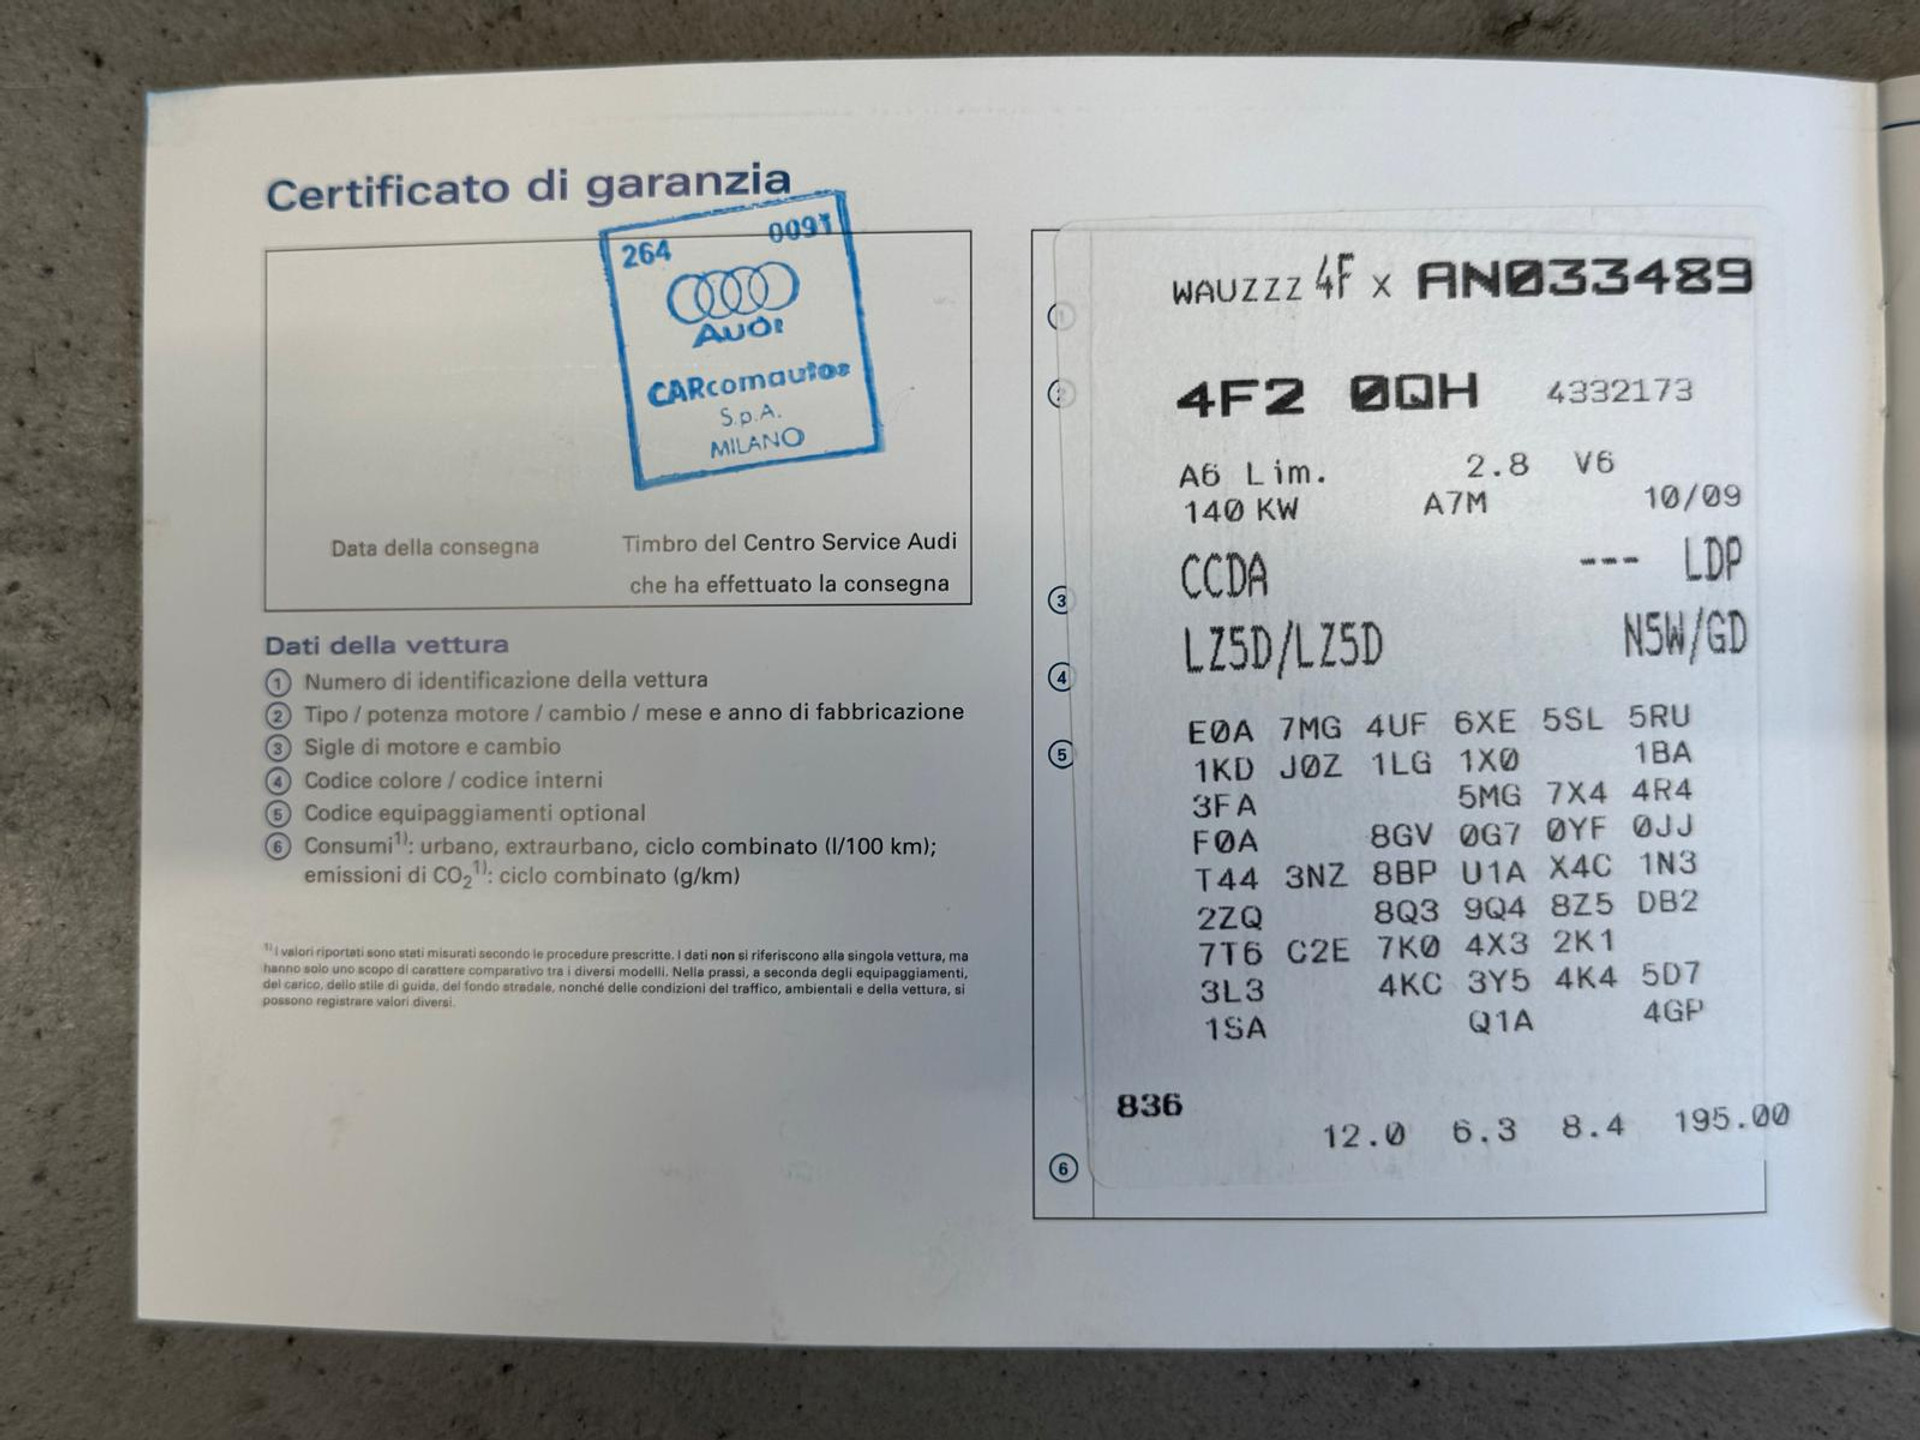 Certificato di garanzia
264 0091
Audi
CARcomautos
S.p.A.
MILANO
Data della consegna
Timbro del Centro Service Audi
che ha effettuato la consegna
Dati della vettura
1 Numero di identificazione della vettura
2 Tipo / potenza motore / cambio / mese e anno di fabbricazione
3 Sigle di motore e cambio
4 Codice colore / codice interni
5 Codice equipaggiamenti optional
6 Consumi1): urbano, extraurbano, ciclo combinato (l/100 km);
emissioni di CO2 1): ciclo combinato (g/km)
1) I valori riportati sono stati misurati secondo le procedure prescritte. I dati non si riferiscono alla singola vettura, ma
hanno solo uno scopo di carattere comparativo tra i diversi modelli. Nella prassi, a seconda degli equipaggiamenti,
del carico, dello stile di guida, del fondo stradale, nonché delle condizioni del traffico, ambientali e della vettura, si
possono registrare valori diversi.
1
WAUZZZ 4F X AN033489
2
4F2 0QH 4332173
A6 Lim. 2.8 V6
140 KW A7M 10/09
3
CCDA --- LDP
4
LZ5D/LZ5D N5W/GD
5
E0A 7MG 4UF 6XE 5SL 5RU
1KD J0Z 1LG 1X0 1BA
3FA 5MG 7X4 4R4
F0A 8GV 0G7 0YF 0JJ
T44 3NZ 8BP U1A X4C 1N3
2ZQ 8Q3 9Q4 8Z5 DB2
7T6 C2E 7K0 4X3 2K1
3L3 4KC 3Y5 4K4 5D7
1SA Q1A 4GP
836
12.0 6.3 8.4 195.00
6